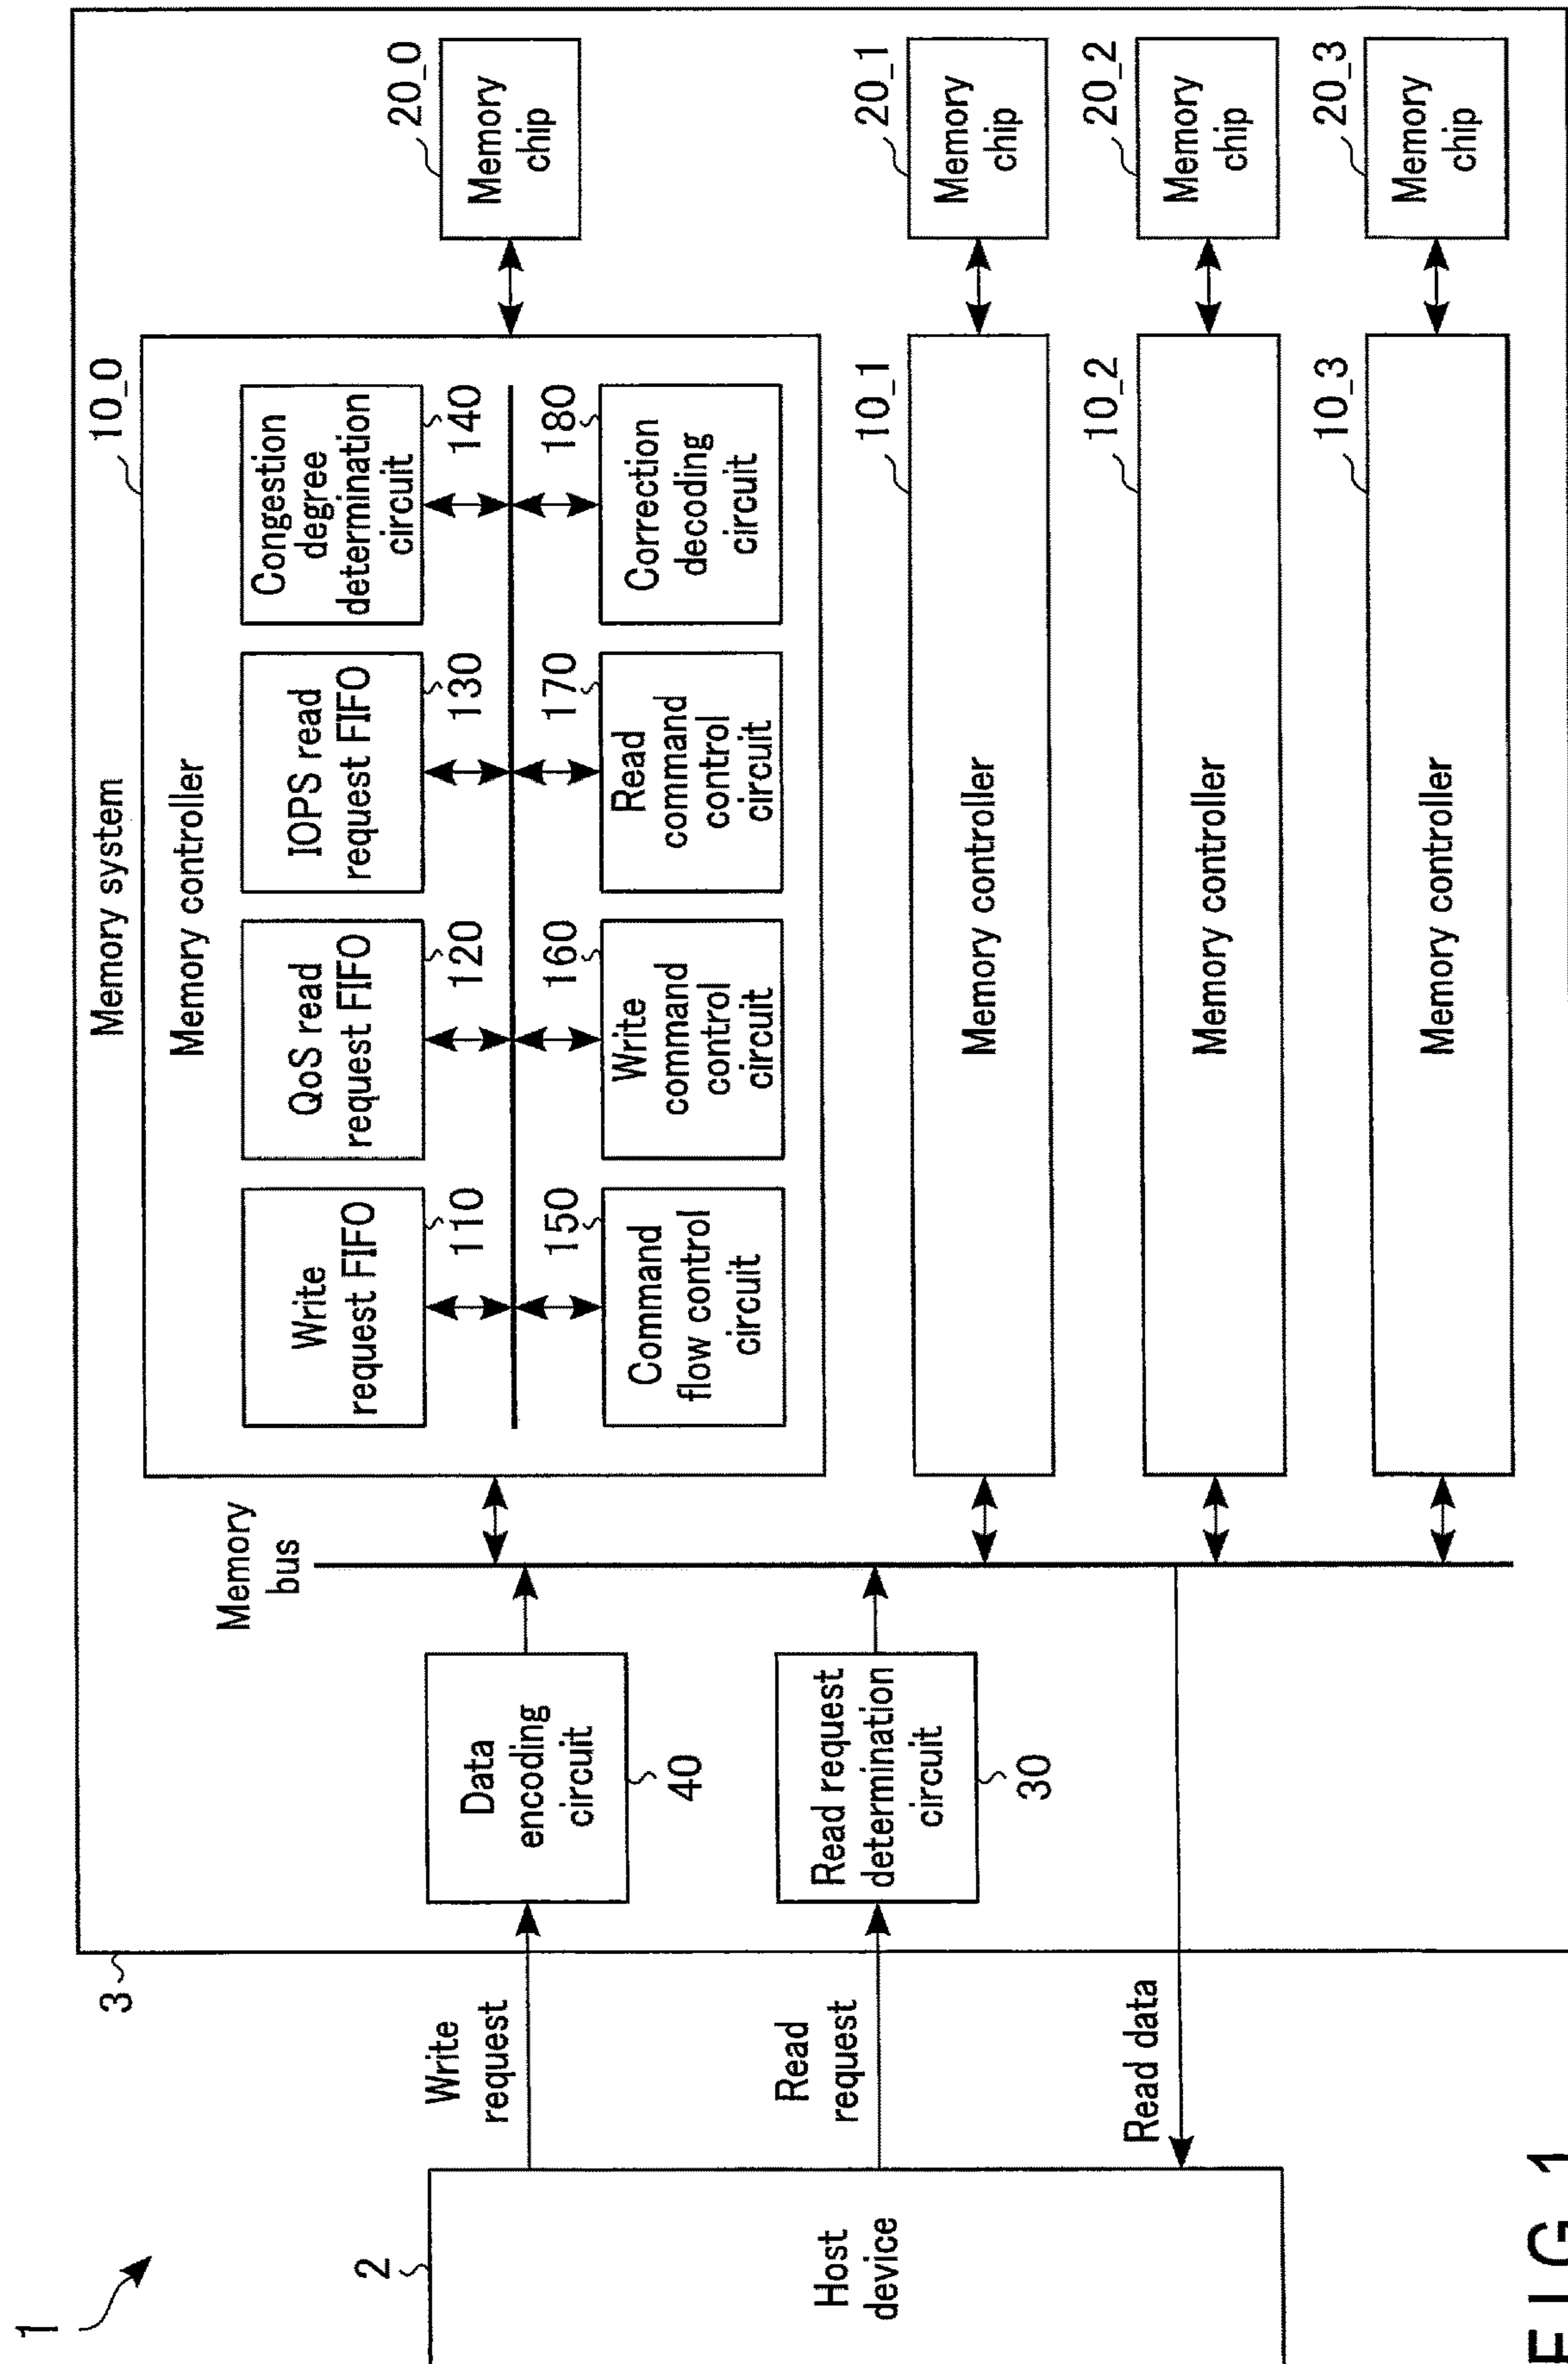 1
2
Host
device
Write
request
Read
request
Read data
3
Memory system
Data
encoding
circuit
40
Read request
determination
circuit
30
Memory
bus
Memory controller
10_0
Write
request FIFO
110
QoS read
request FIFO
120
IOPS read
request FIFO
130
Congestion
degree
determination
circuit
140
150
Command
flow control
circuit
160
Write
command
control
circuit
170
Read
command
control
circuit
180
Correction
decoding
circuit
20_0
Memory
chip
Memory controller
10_1
20_1
Memory
chip
Memory controller
10_2
20_2
Memory
chip
Memory controller
10_3
20_3
Memory
chip
FIG. 1